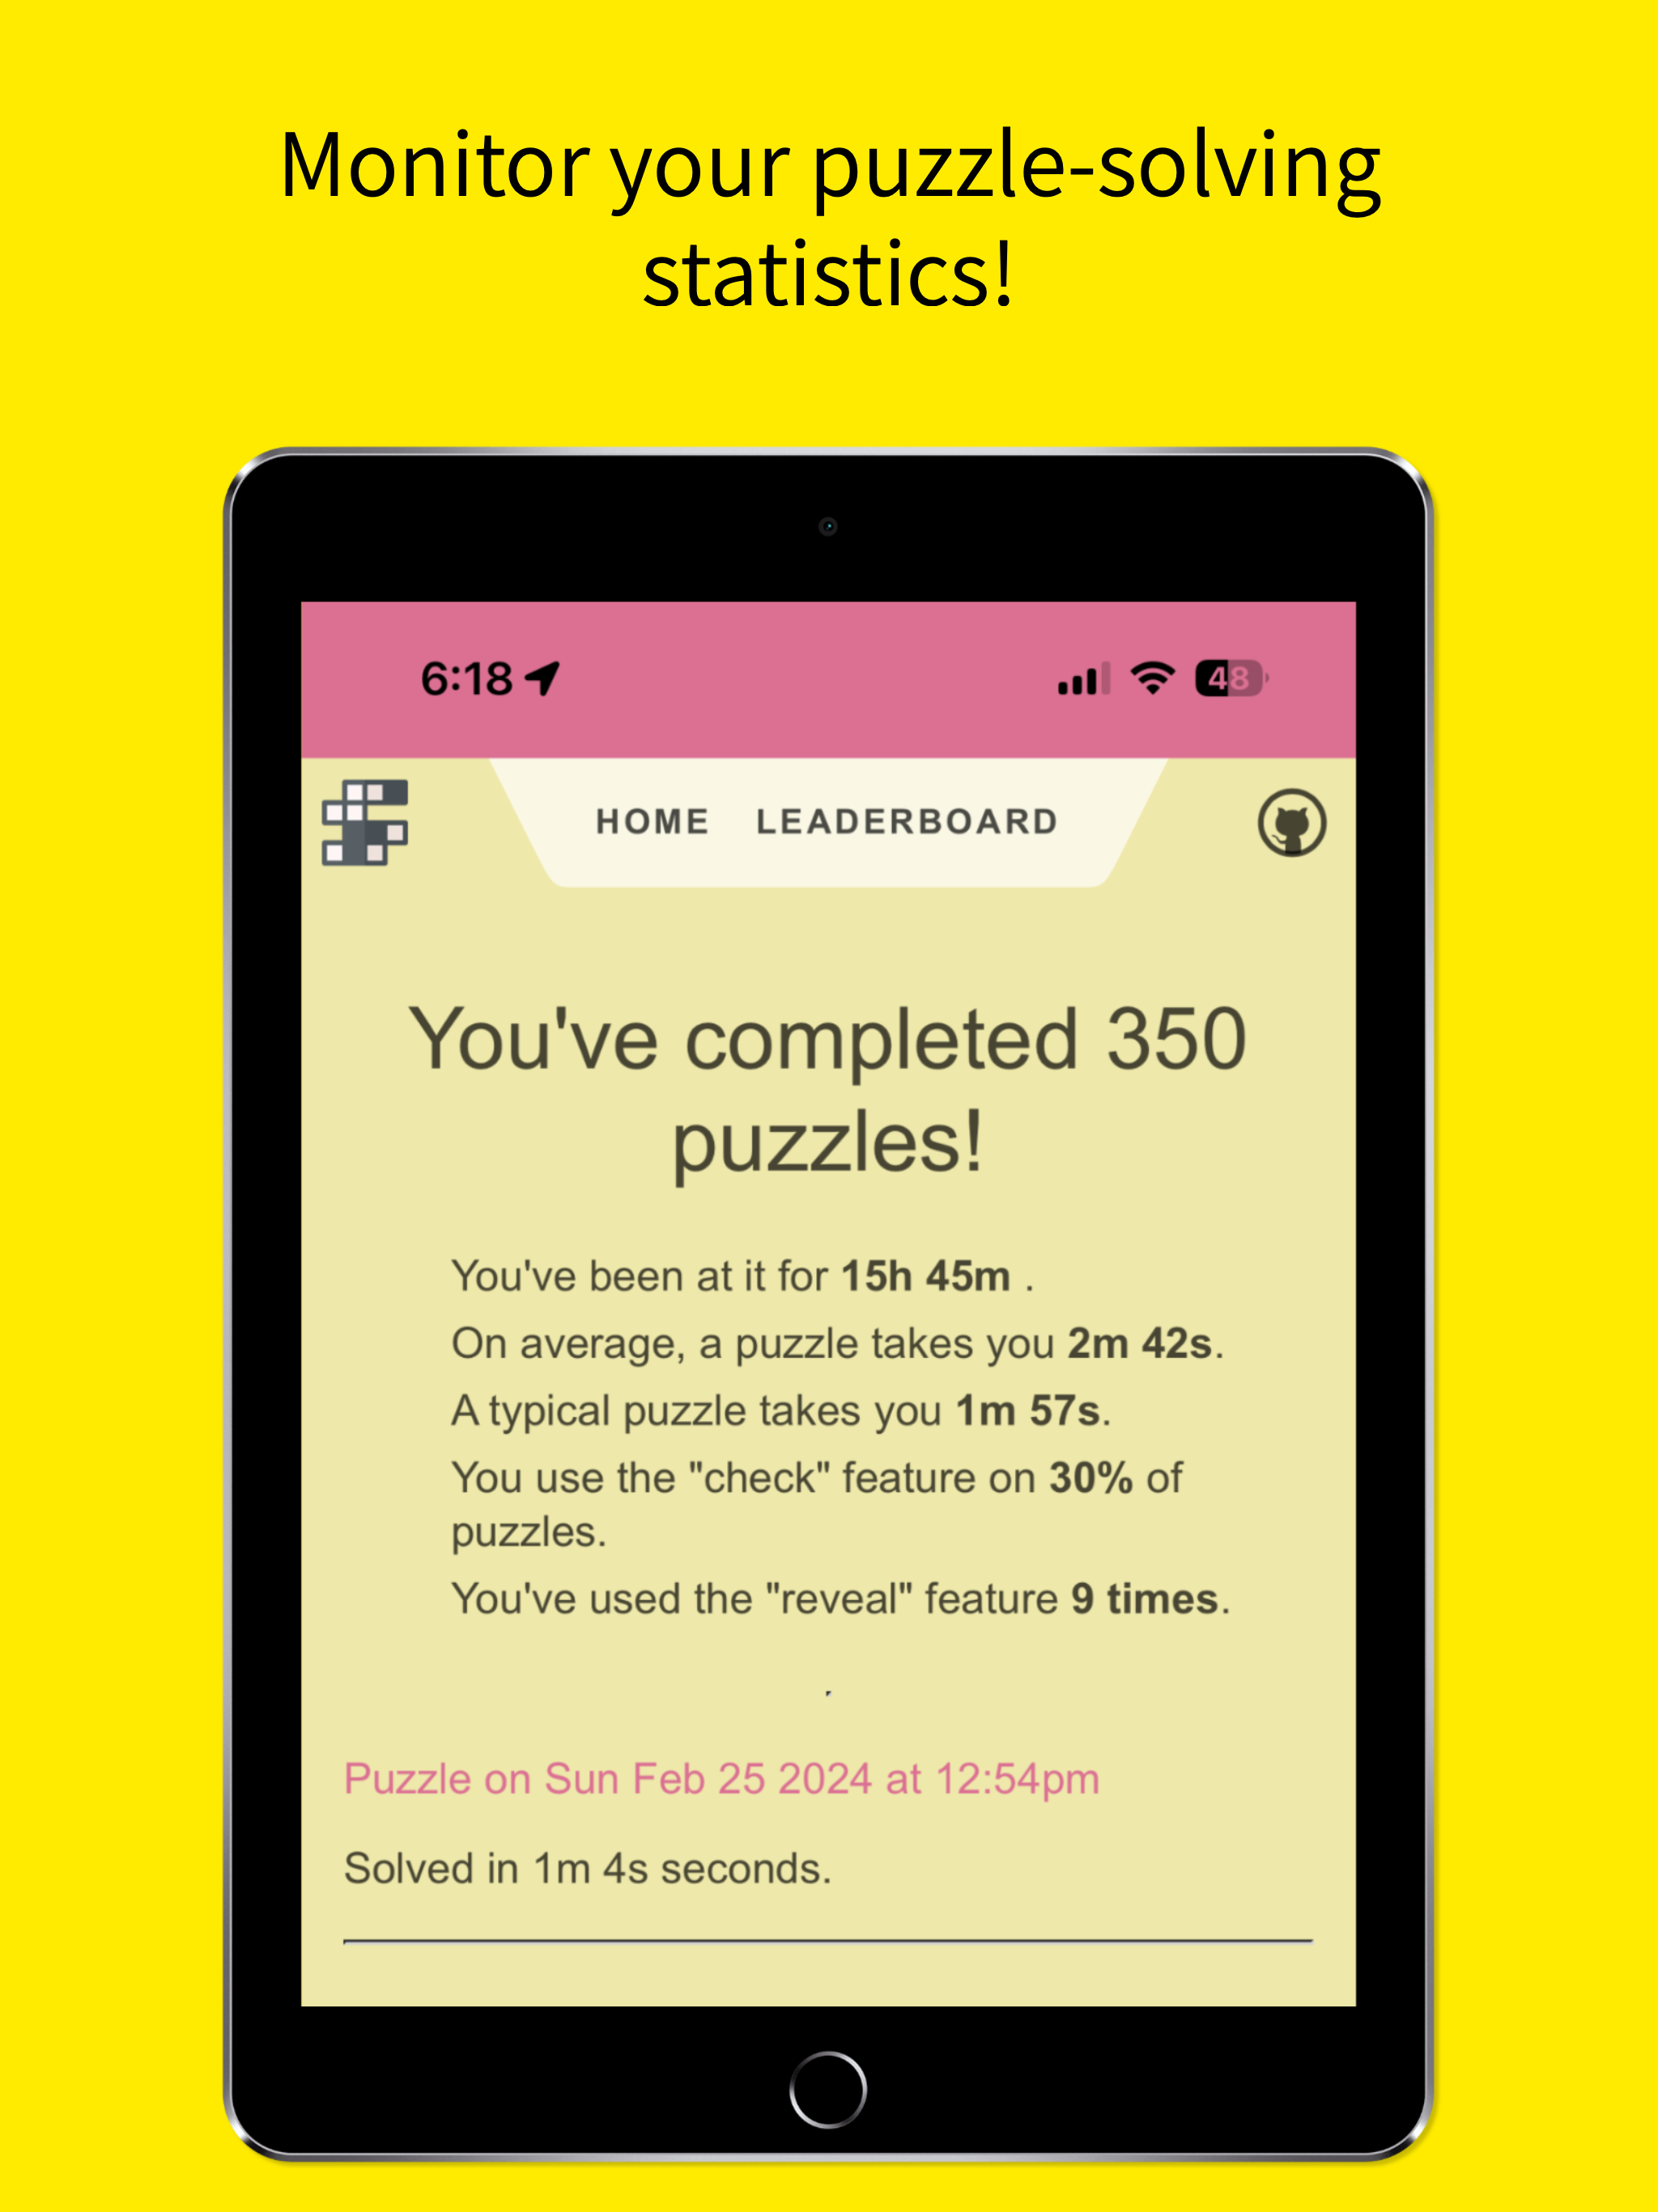 Monitor your puzzle-solving
statistics!
6:18
48
HOME LEADERBOARD
You've completed 350
puzzles!
You've been at it for 15h 45m .
On average, a puzzle takes you 2m 42s.
A typical puzzle takes you 1m 57s.
You use the "check" feature on 30% of
puzzles.
You've used the "reveal" feature 9 times.
Puzzle on Sun Feb 25 2024 at 12:54pm
Solved in 1m 4s seconds.